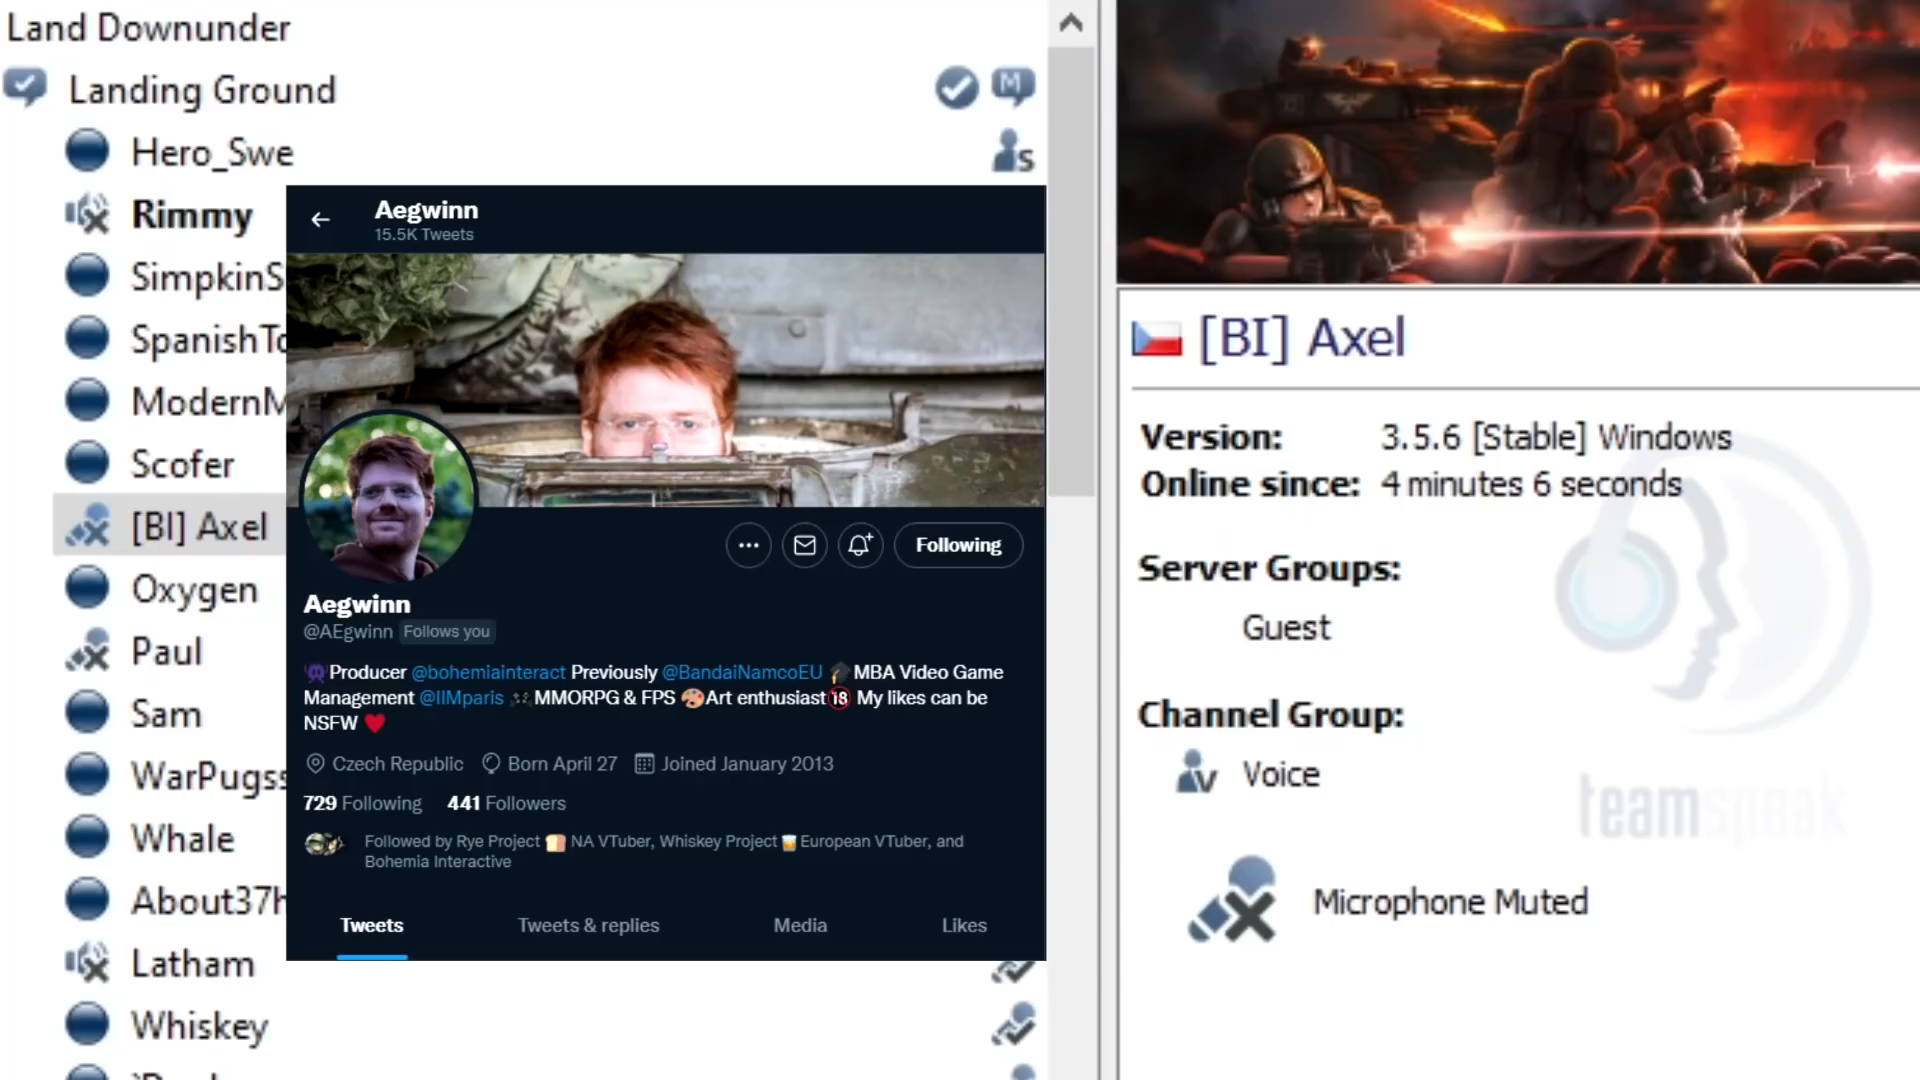 Land Downunder
Landing Ground
M
Hero_Swe
S
Rimmy
SimpkinS
SpanishTo
ModernM
Scofer
[BI] Axel
Oxygen
Paul
Sam
WarPugss
Whale
About37h
Latham
Whiskey
Aegwinn
15.5K Tweets
Following
Aegwinn
@AEgwinn Follows you
Producer @bohemiainteract Previously @BandaiNamcoEU MBA Video Game
Management @IIMparis MMORPG & FPS Art enthusiast 18 My likes can be
NSFW
Czech Republic Born April 27 Joined January 2013
729 Following 441 Followers
Followed by Rye Project NA VTuber, Whiskey Project European VTuber, and
Bohemia Interactive
Tweets Tweets & replies Media Likes
[BI] Axel
Version: 3.5.6 [Stable] Windows
Online since: 4 minutes 6 seconds
Server Groups:
Guest
Channel Group:
V Voice
teamspeak
Microphone Muted